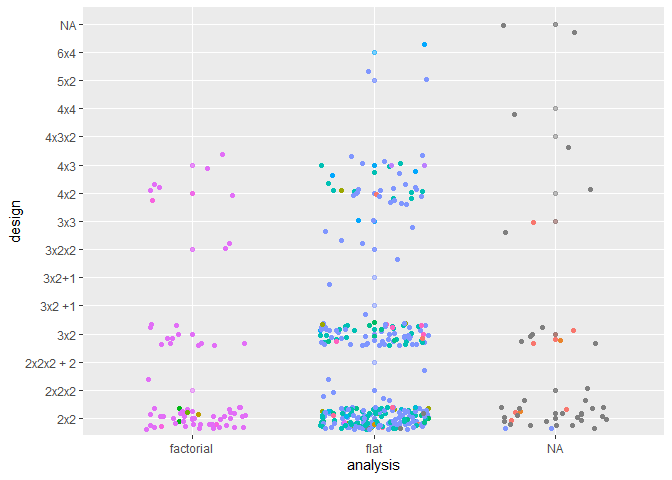 NA
6x4
5x2
4x4
4x3x2
4x3
4x2
3x3
3x2x2
3x2+1
3x2 +1
3x2
2x2x2 + 2
2x2x2
2x2
design
factorial
flat
NA
analysis